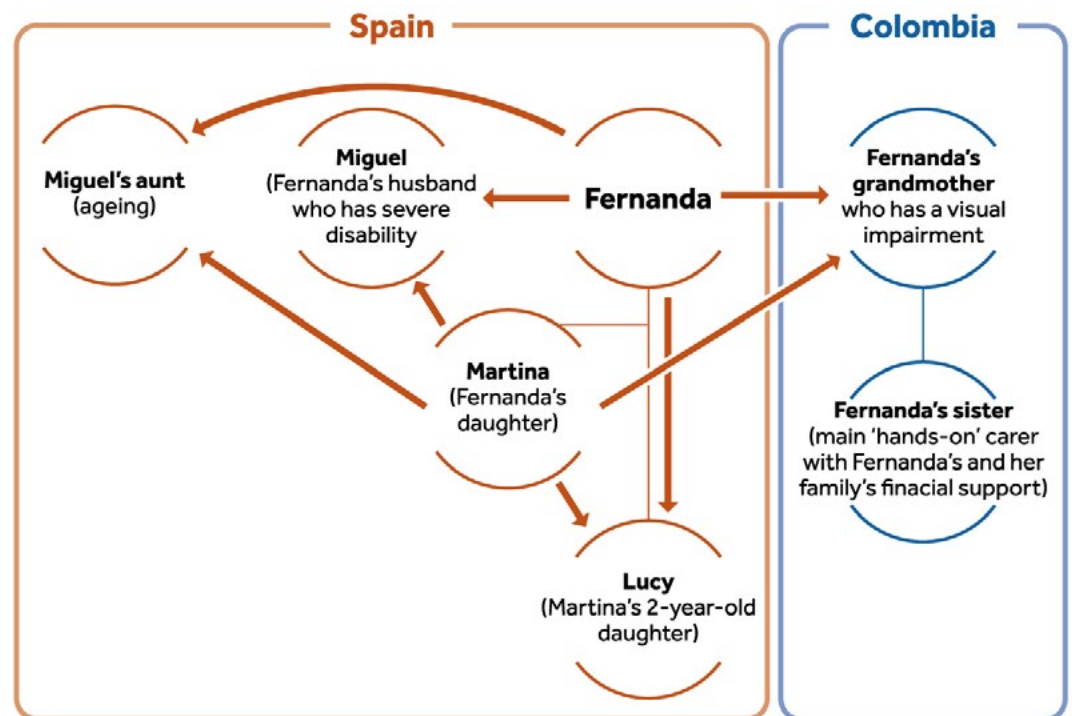 Spain
Colombia
Miguel's aunt
(ageing)
Miguel
(Fernanda's husband
who has severe
disability
Fernanda
Fernanda's
grandmother
who has a visual
impairment
Martina
(Fernanda's
daughter)
Fernanda's sister
(main 'hands-on' carer
with Fernanda's and her
family's finacial support)
Lucy
(Martina's 2-year-old
daughter)